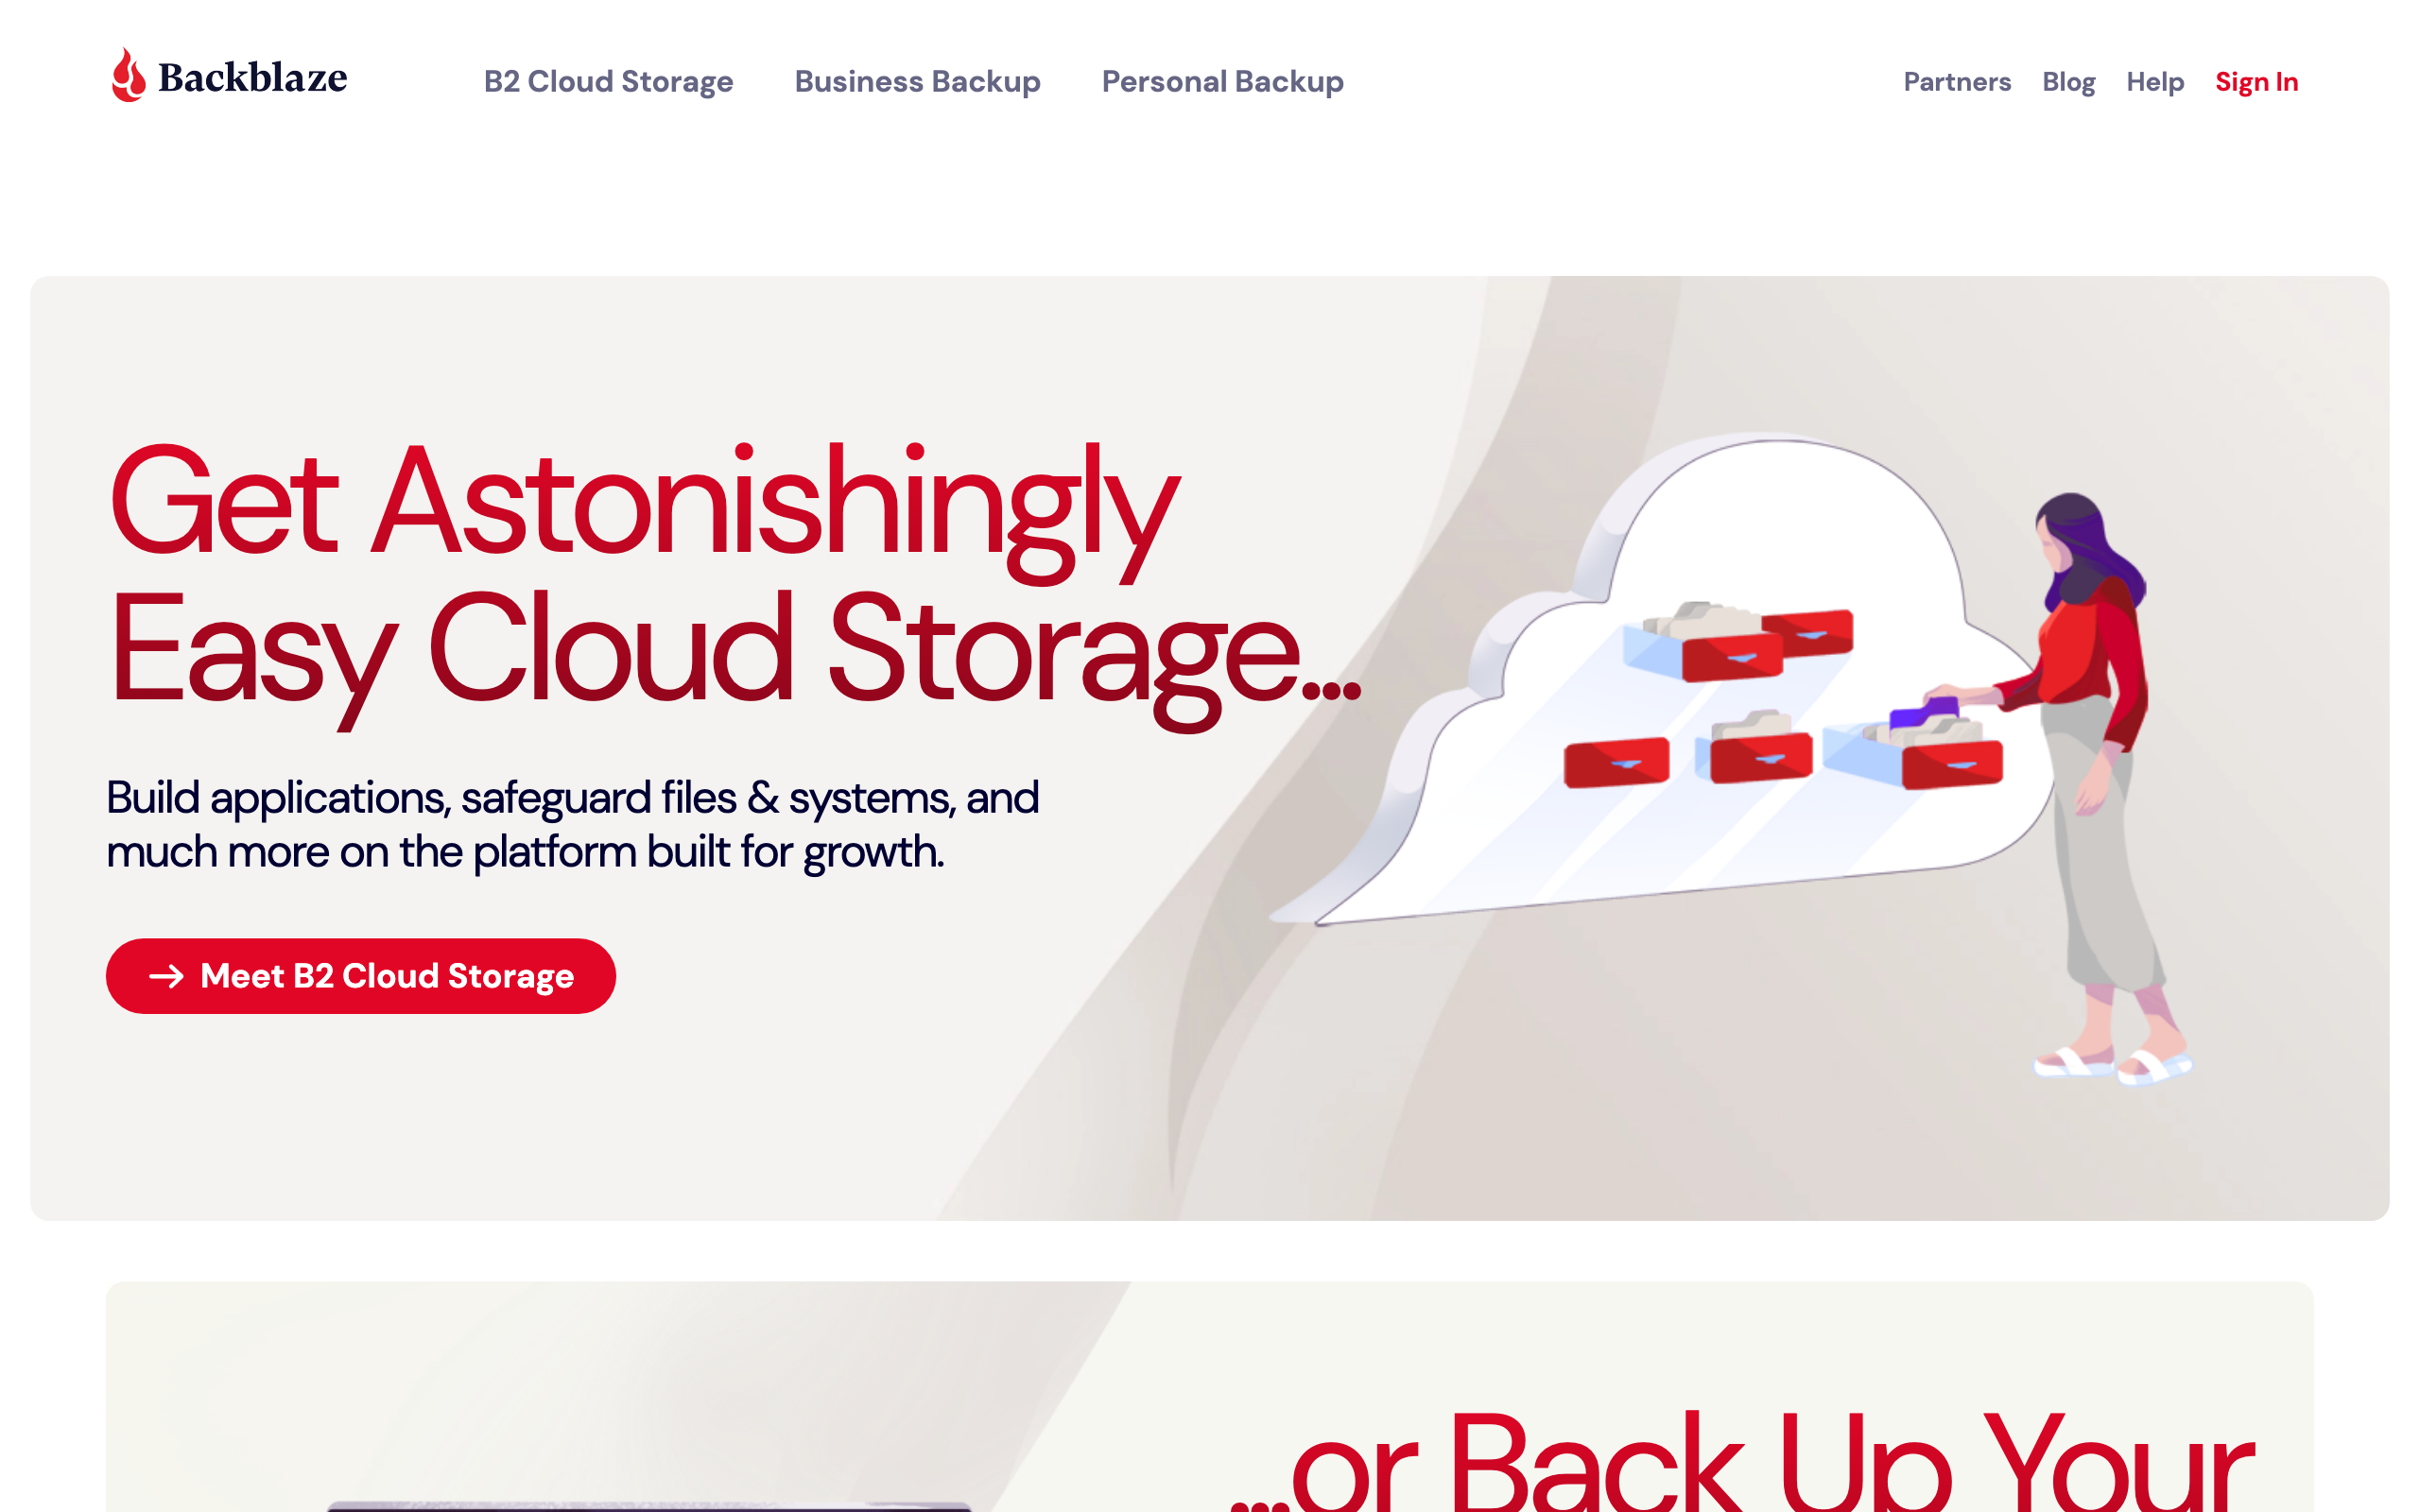 Backblaze
B2 Cloud Storage
Business Backup
Personal Backup
Partners
Blog
Help
Sign In
Get Astonishingly
Easy Cloud Storage...
Build applications, safeguard files & systems, and
much more on the platform built for growth.
Meet B2 Cloud Storage
...or Back Up Your